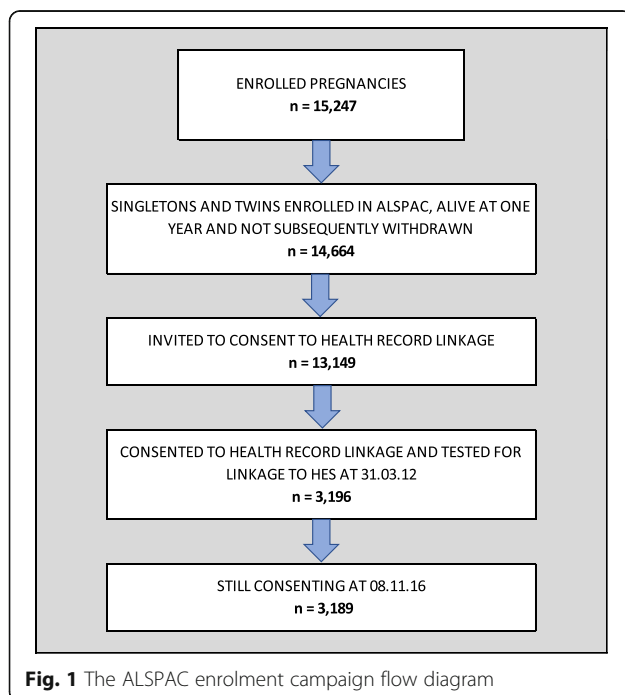 ENROLLED PREGNANCIES
n = 15,247
SINGLETONS AND TWINS ENROLLED IN ALSPAC, ALIVE AT ONE
YEAR AND NOT SUBSEQUENTLY WITHDRAWN
n = 14,664
INVITED TO CONSENT TO HEALTH RECORD LINKAGE
n = 13,149
CONSENTED TO HEALTH RECORD LINKAGE AND TESTED FOR
LINKAGE TO HES AT 31.03.12
n = 3,196
STILL CONSENTING AT 08.11.16
n = 3,189
Fig. 1 The ALSPAC enrolment campaign flow diagram